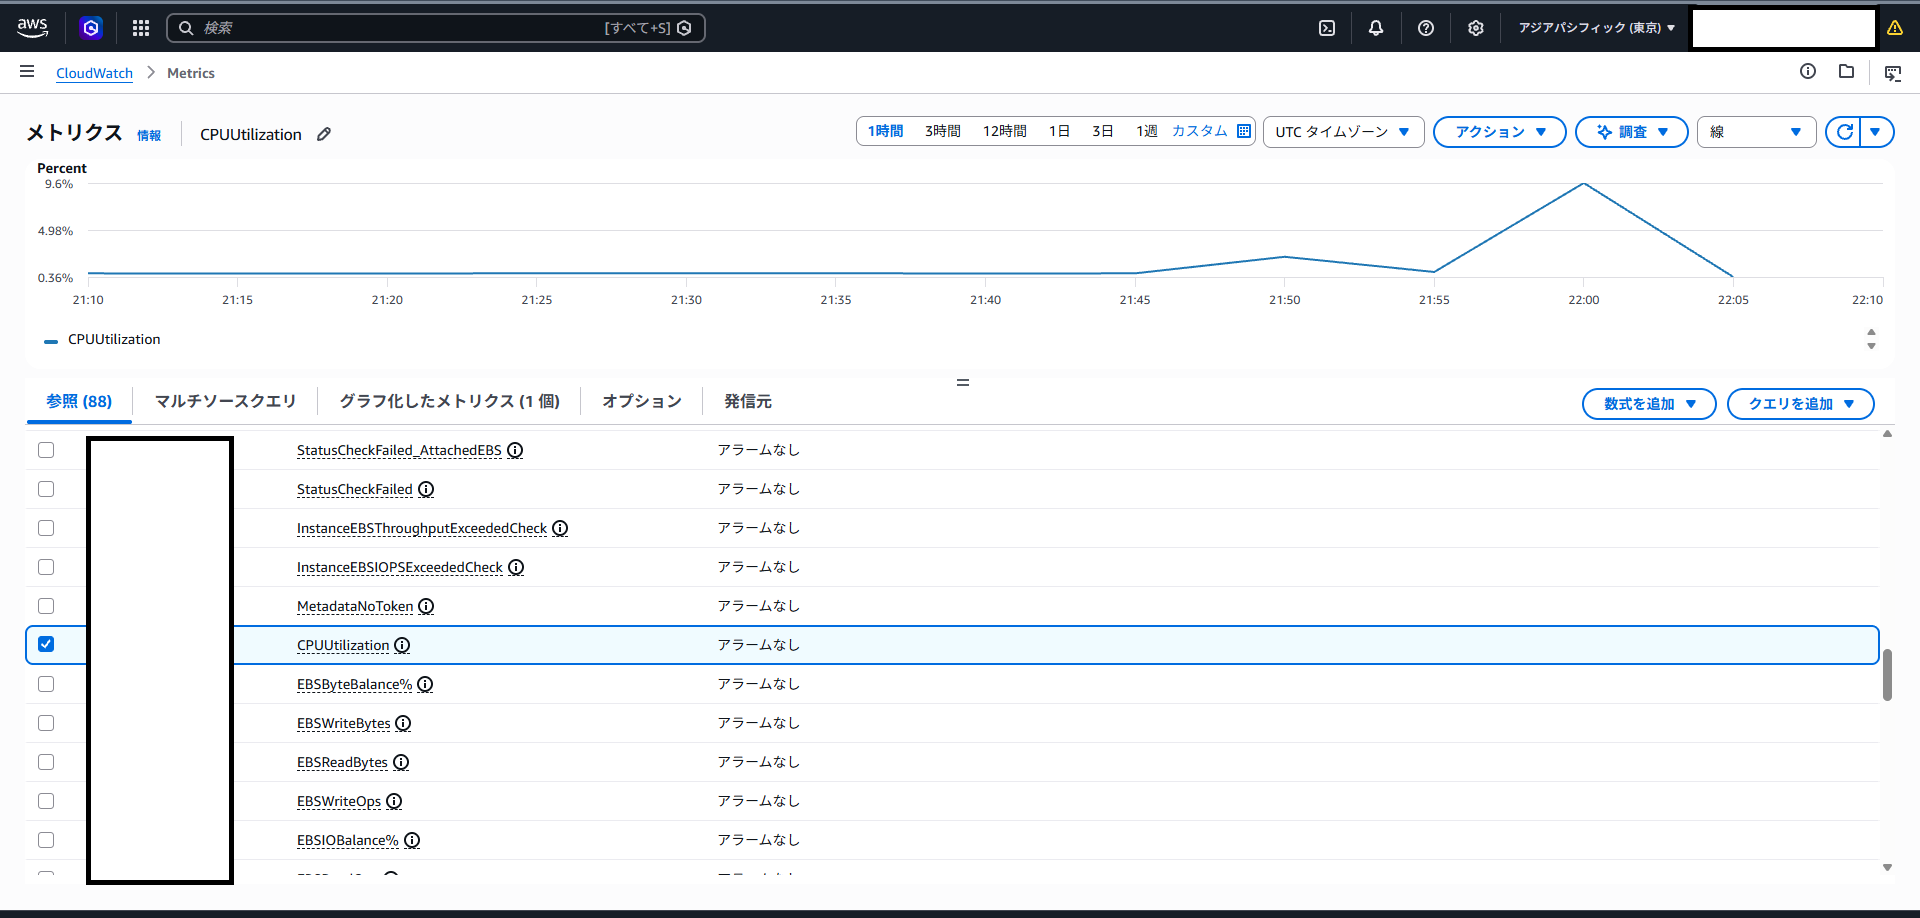 aws
検索 [すべて+S]
アジアパシフィック (東京)
CloudWatch Metrics
メトリクス 情報 CPUUtilization
1時間 3時間 12時間 1日 3日 1週 カスタム UTC タイムゾーン アクション 調査 線
Percent
9.6%
4.98%
0.36%
21:10 21:15 21:20 21:25 21:30 21:35 21:40 21:45 21:50 21:55 22:00 22:05 22:10
CPUUtilization
参照 (88) マルチソースクエリ グラフ化したメトリクス (1 個) オプション 発信元 数式を追加 クエリを追加
StatusCheckFailed_AttachedEBS アラームなし
StatusCheckFailed アラームなし
InstanceEBSThroughputExceededCheck アラームなし
InstanceEBSIOPSExceededCheck アラームなし
MetadataNoToken アラームなし
CPUUtilization アラームなし
EBSByteBalance% アラームなし
EBSWriteBytes アラームなし
EBSReadBytes アラームなし
EBSWriteOps アラームなし
EBSIOBalance% アラームなし